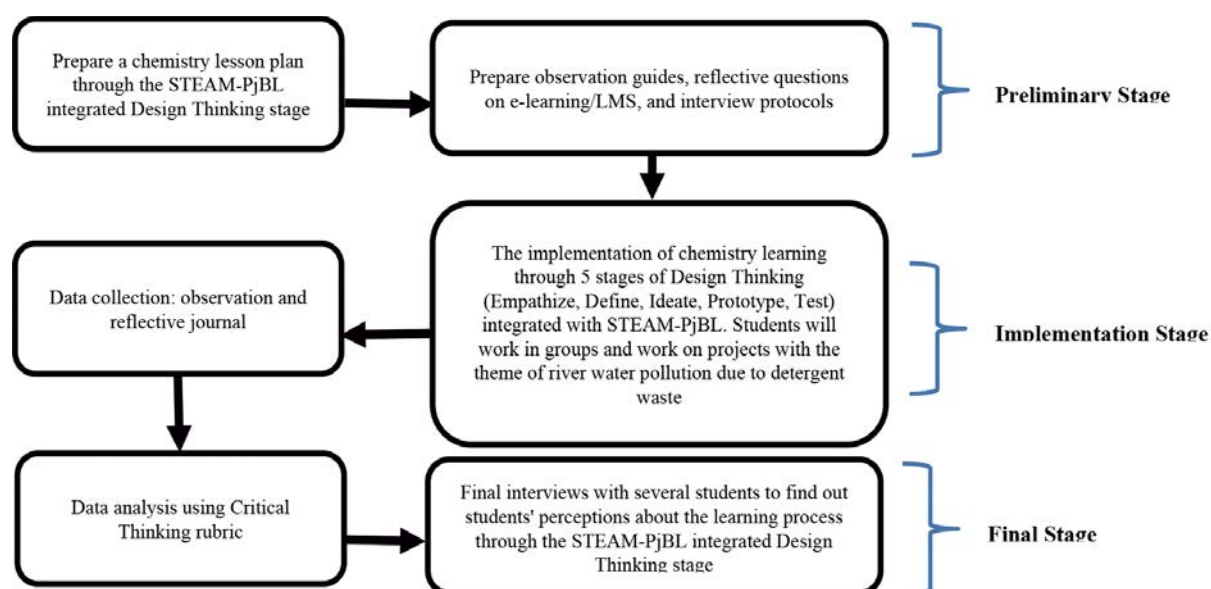 Prepare a chemistry lesson plan
through the STEAM-PjBL
integrated Design Thinking stage
Prepare observation guides, reflective questions
on e-learning/LMS, and interview protocols
Preliminary Stage
Data collection: observation and
reflective journal
The implementation of chemistry learning
through 5 stages of Design Thinking
(Empathize, Define, Ideate, Prototype, Test)
integrated with STEAM-PjBL. Students will
work in groups and work on projects with the
theme of river water pollution due to detergent
waste
Implementation Stage
Data analysis using Critical
Thinking rubric
Final interviews with several students to find out
students' perceptions about the learning process
through the STEAM-PjBL integrated Design
Thinking stage
Final Stage